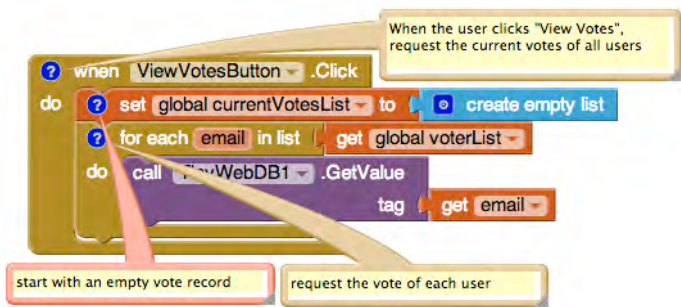 When the user clicks "View Votes",
request the current votes of all users
? when ViewVotesButton .Click
do ? set global currentVotesList to create empty list
? for each email in list get global voterList
do call TinyWebDB1 .GetValue
tag get email
start with an empty vote record
request the vote of each user